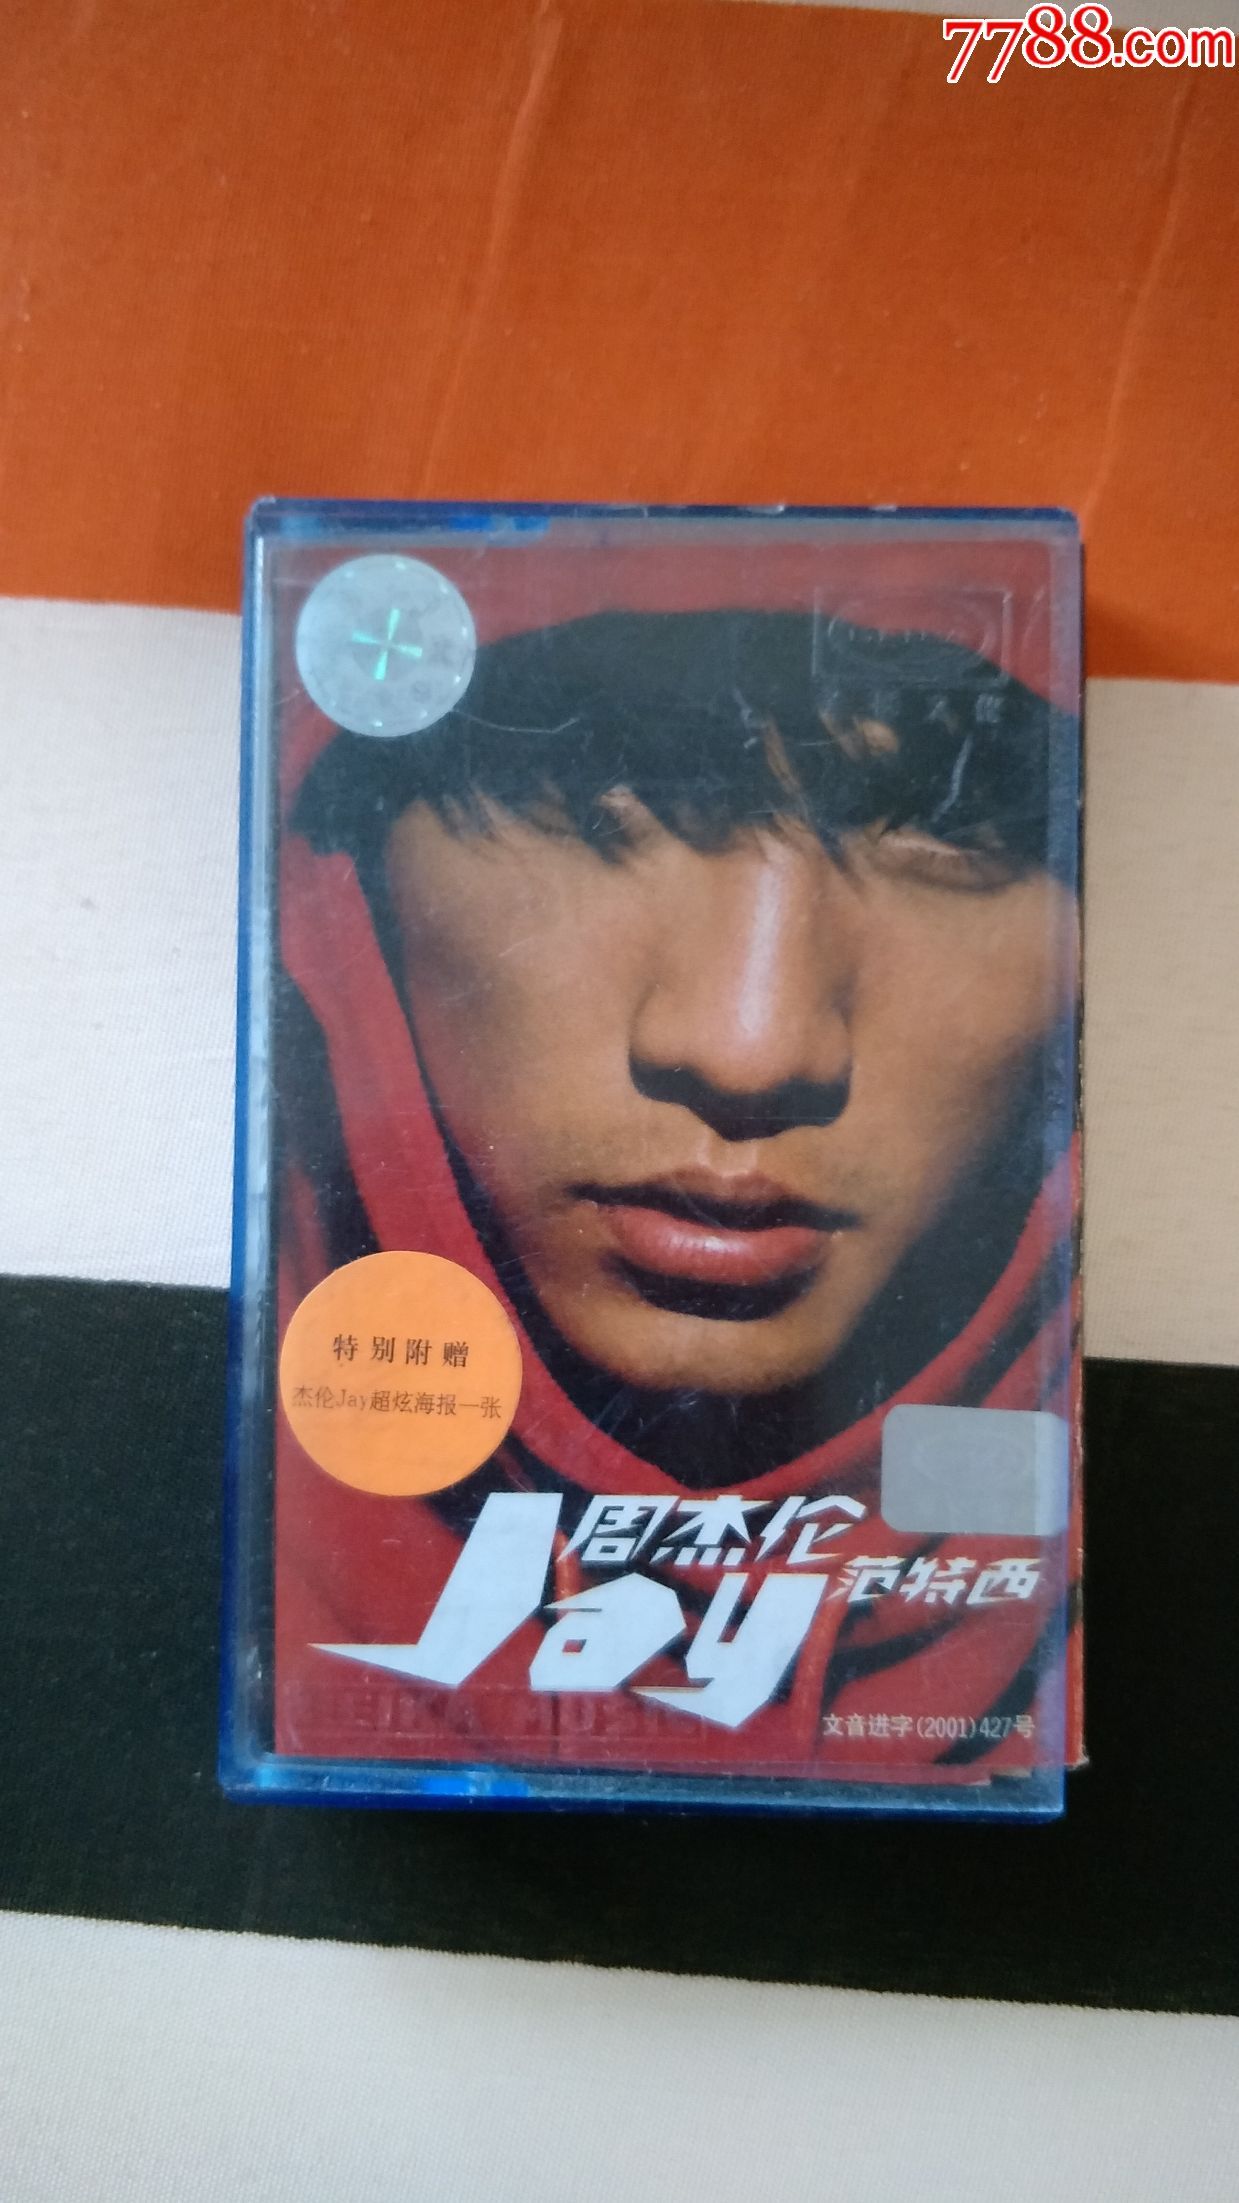 7788.com
特别附赠
杰伦Jay超炫海报一张
周杰伦
Jay
范特西
文音进字(2001)427号